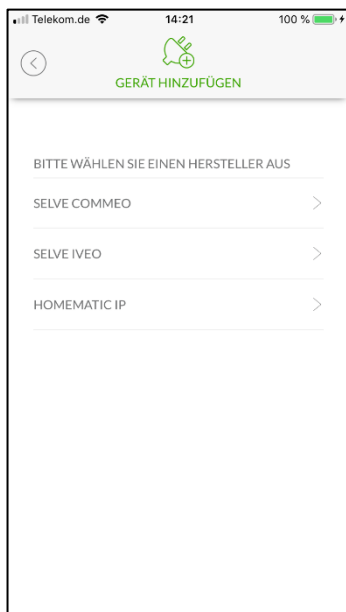 Telekom.de 14:21 100 %
GERÄT HINZUFÜGEN
BITTE WÄHLEN SIE EINEN HERSTELLER AUS
SELVE COMMEO
SELVE IVEO
HOMEMATIC IP